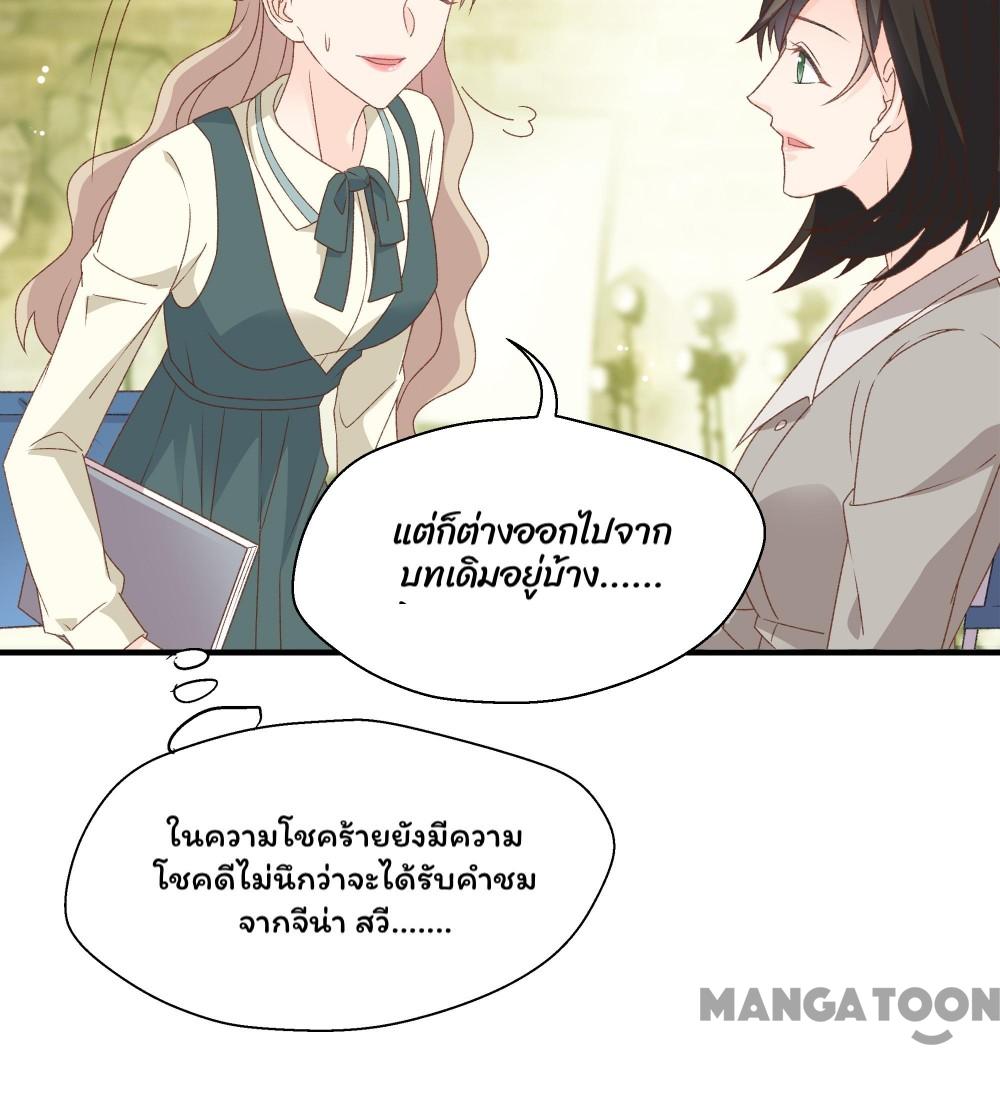 แต่ก็ต่างออกไปจาก
บทเดิมอยู่บ้าง......
ในความโชคร้ายยังมีความ
โชคดีไม่นึกว่าจะได้รับคำชม
จากจีน่า สวี.......
MANGATOON